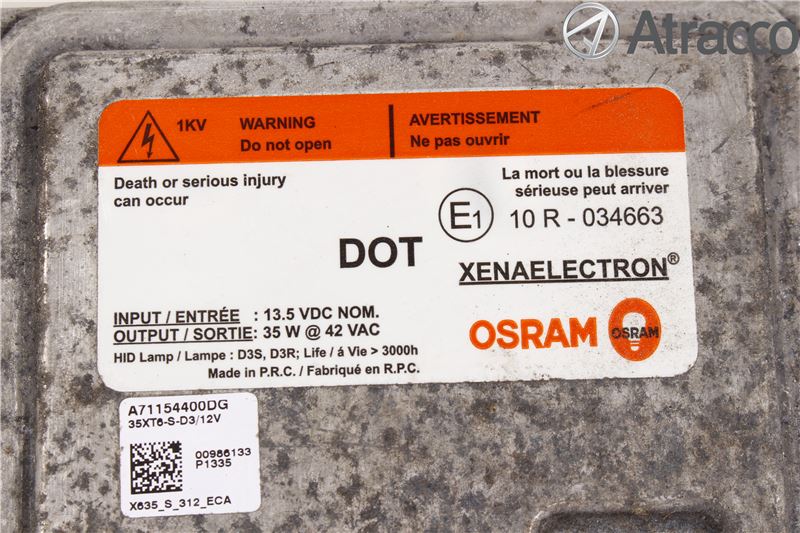 Atracco
1KV
WARNING
Do not open
AVERTISSEMENT
Ne pas ouvrir
Death or serious injury
can occur
La mort ou la blessure
sérieuse peut arriver
E1 10 R - 034663
DOT
XENAELECTRON®
INPUT / ENTRÉE : 13.5 VDC NOM.
OUTPUT / SORTIE: 35 W @ 42 VAC
HID Lamp / Lampe : D3S, D3R; Life / á Vie > 3000h
Made in P.R.C. / Fabriqué en R.P.C.
OSRAM
OSRAM
A71154400DG
35XT6-S-D3/12V
00986133
P1335
X635_S_312_ECA